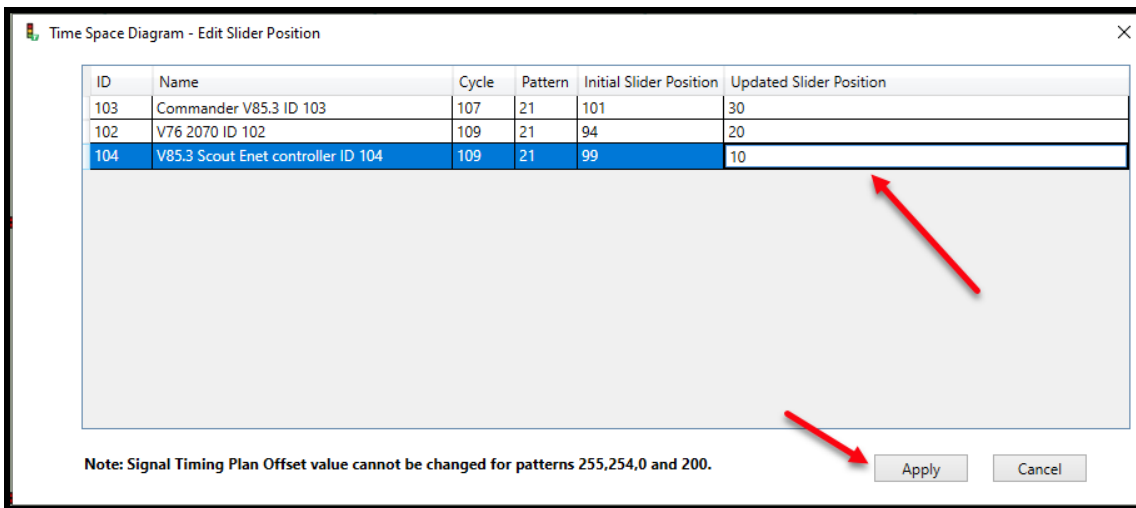 Time Space Diagram - Edit Slider Position
ID Name Cycle Pattern Initial Slider Position Updated Slider Position
103 Commander V85.3 ID 103 107 21 101 30
102 V76 2070 ID 102 109 21 94 20
104 V85.3 Scout Enet controller ID 104 109 21 99 10
Note: Signal Timing Plan Offset value cannot be changed for patterns 255,254,0 and 200.
Apply Cancel